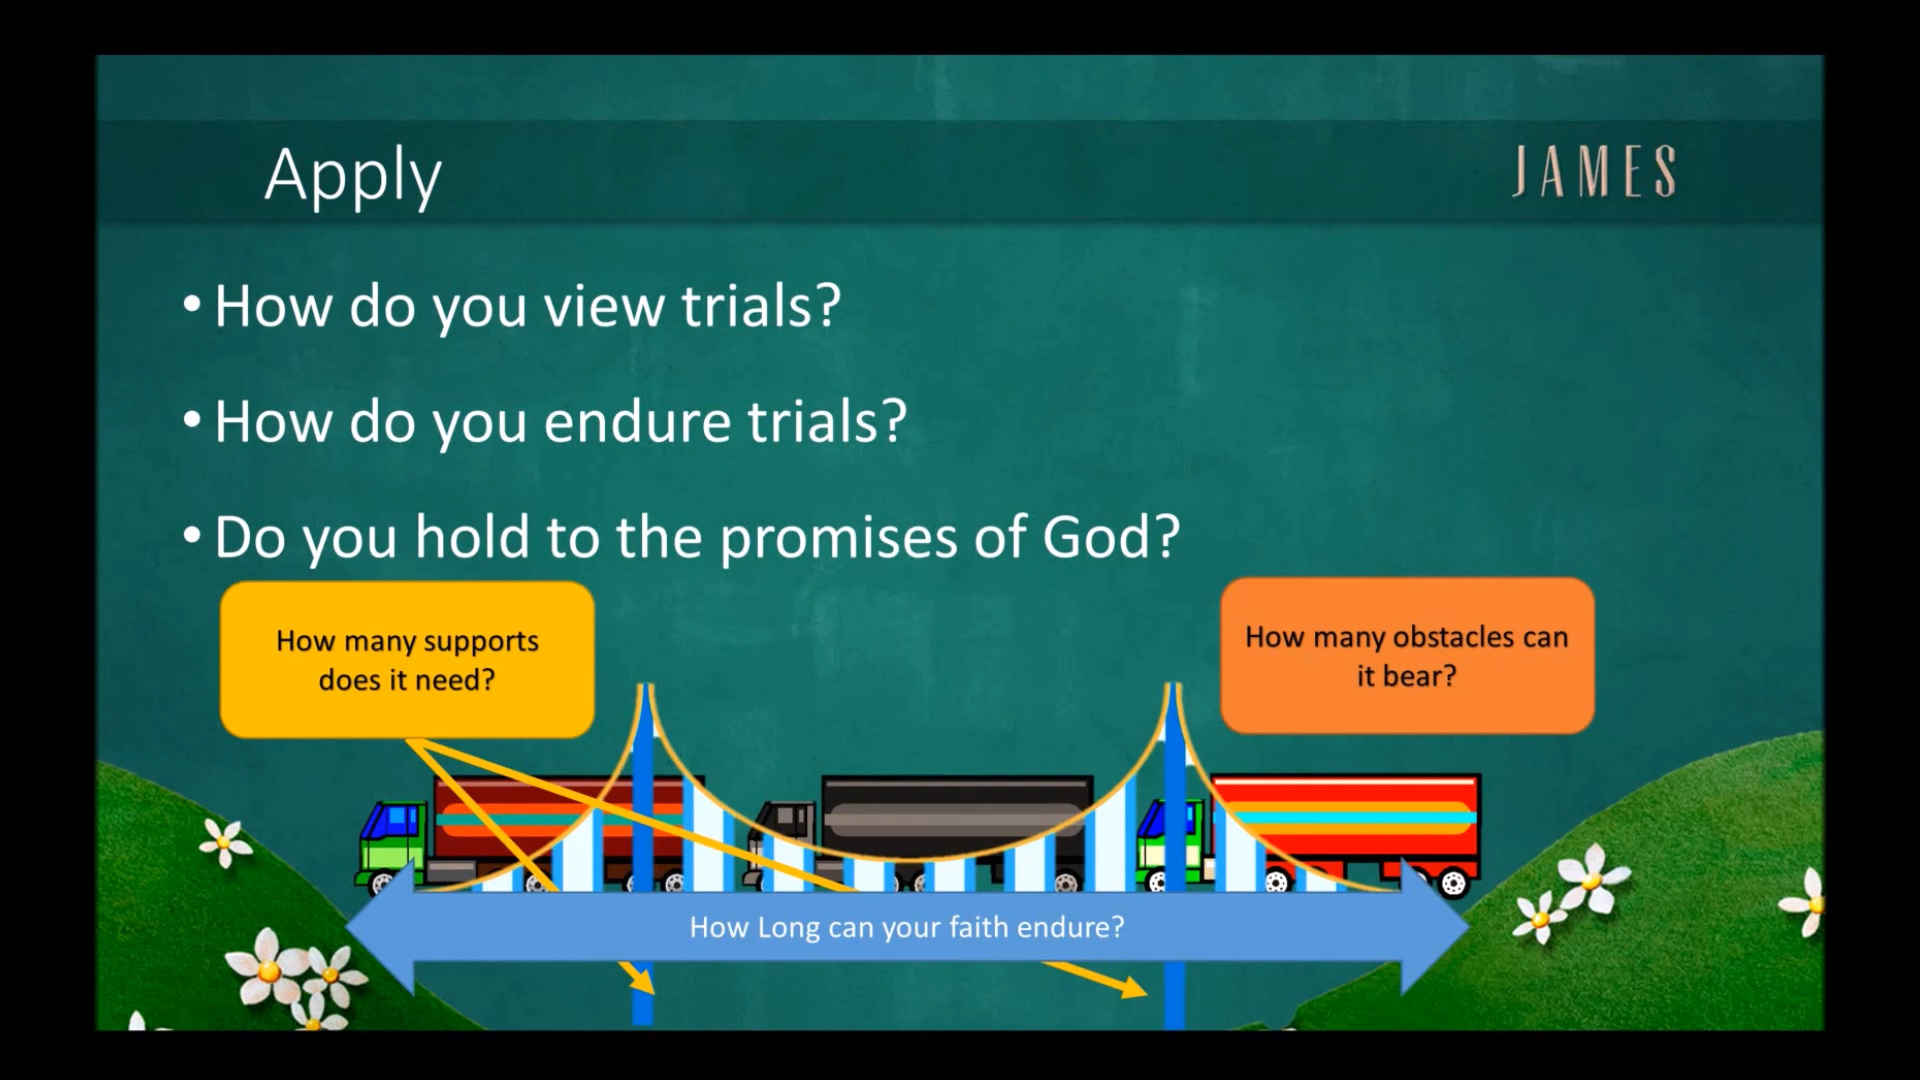 Apply
JAMES
• How do you view trials?
• How do you endure trials?
• Do you hold to the promises of God?
How many supports
does it need?
How many obstacles can
it bear?
How Long can your faith endure?